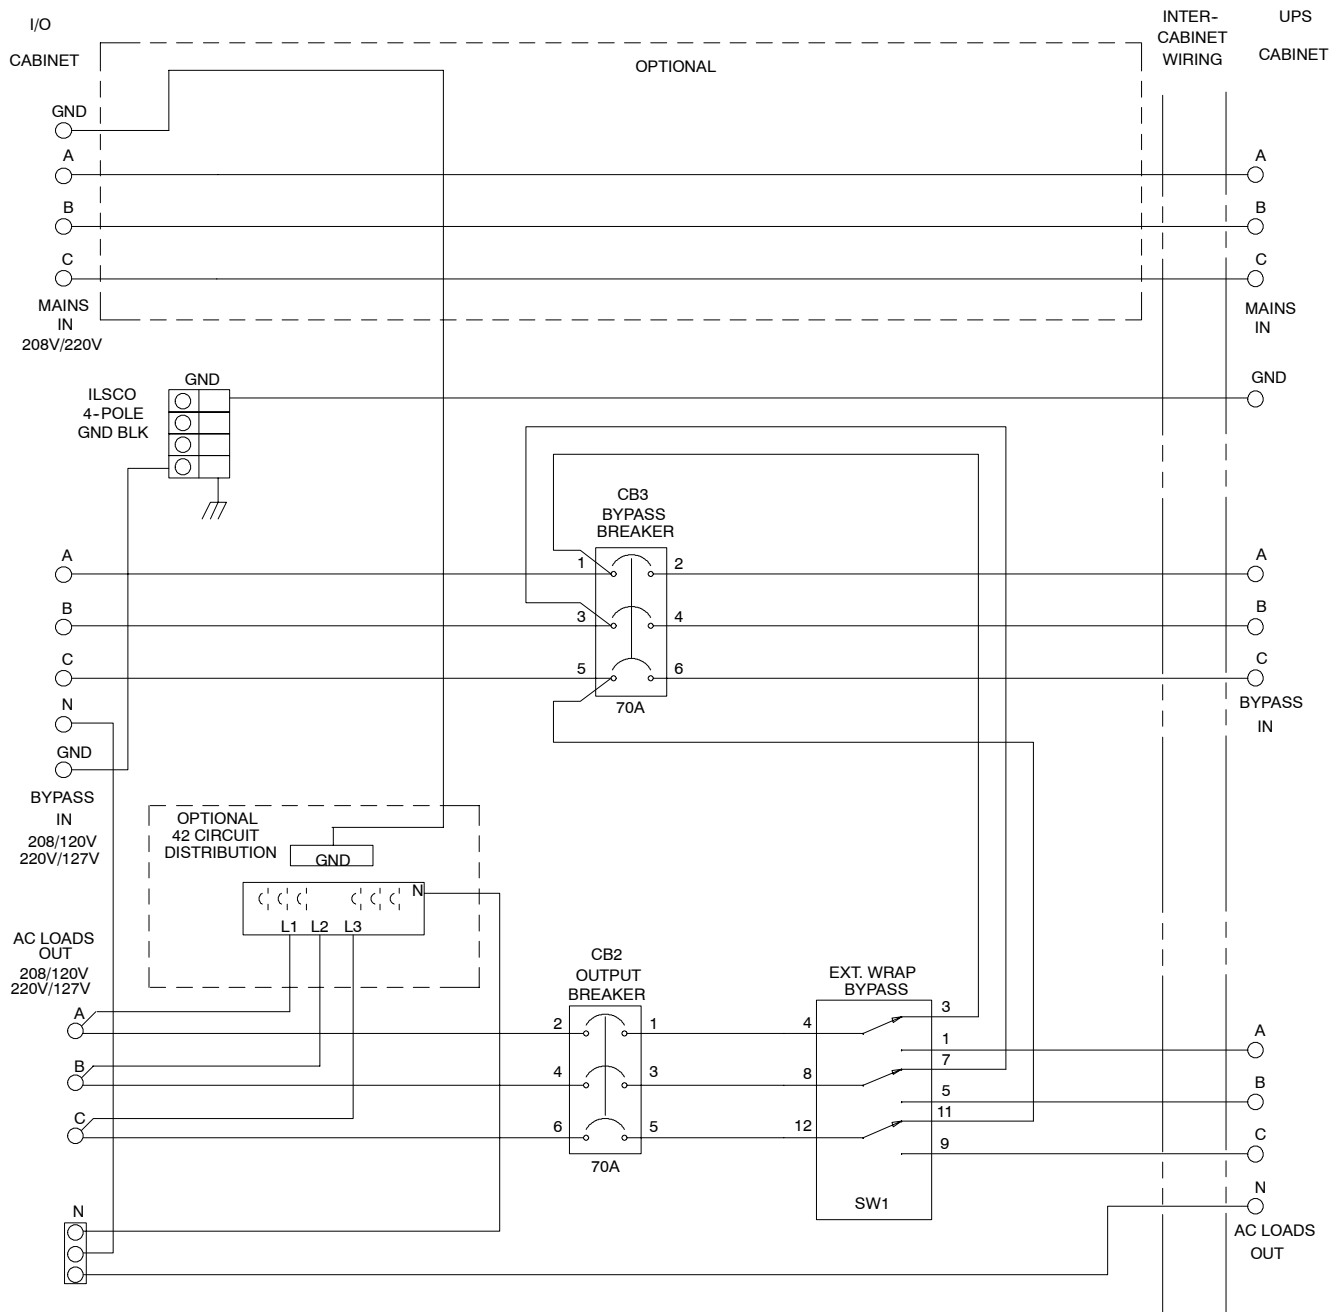 I/O
CABINET
OPTIONAL
INTER-
CABINET
WIRING
UPS
CABINET
GND
A
A
B
B
C
C
MAINS
IN
208V/220V
MAINS
IN
GND
ILSCO
4-POLE
GND BLK
GND
CB3
BYPASS
BREAKER
A
1
2
A
B
3
4
B
C
5
6
C
70A
N
GND
BYPASS
IN
BYPASS
IN
208/120V
220V/127V
OPTIONAL
42 CIRCUIT
DISTRIBUTION
GND
N
L1 L2 L3
AC LOADS
OUT
208/120V
220V/127V
CB2
OUTPUT
BREAKER
EXT. WRAP
BYPASS
A
2
1
4
3
1
A
B
4
3
8
7
5
B
C
6
5
12
11
9
C
70A
SW1
N
N
AC LOADS
OUT